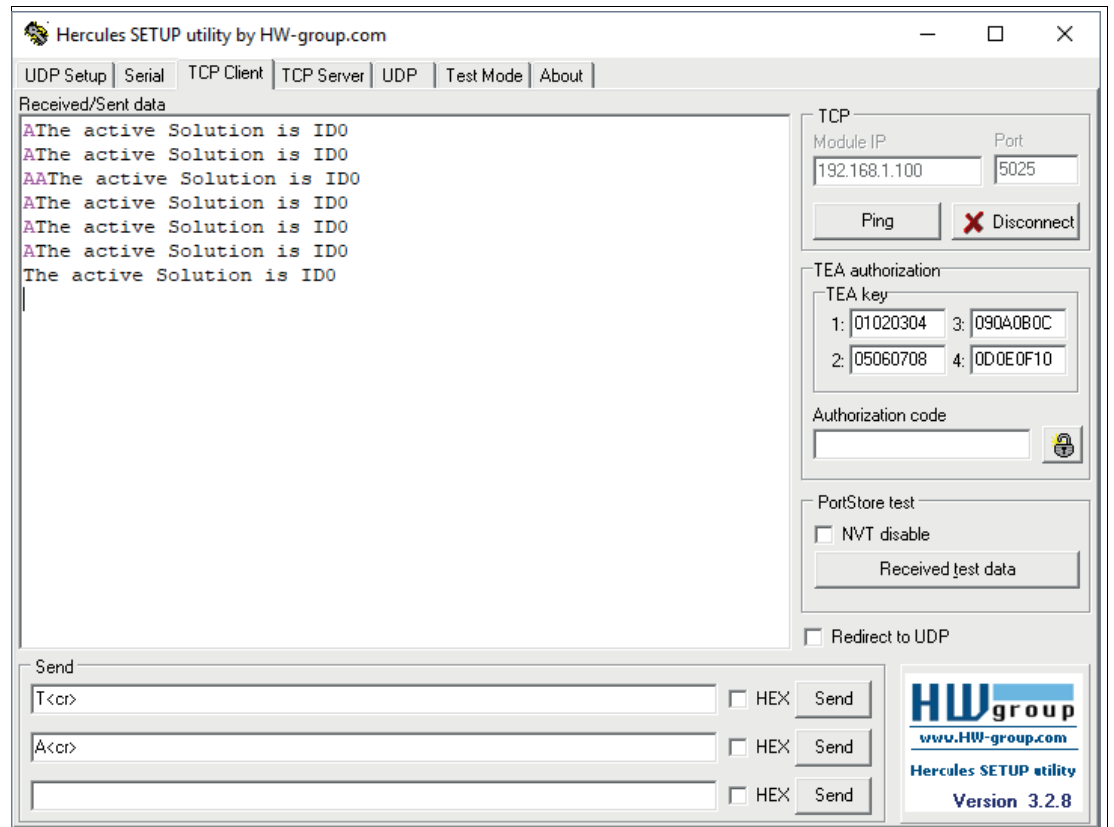 Hercules SETUP utility by HW-group.com
UDP Setup Serial TCP Client TCP Server UDP Test Mode About
Received/Sent data
AThe active Solution is ID0
AThe active Solution is ID0
AAThe active Solution is ID0
AThe active Solution is ID0
AThe active Solution is ID0
AThe active Solution is ID0
The active Solution is ID0
TCP
Module IP Port
192.168.1.100 5025
Ping Disconnect
TEA authorization
TEA key
1: 01020304 3: 090A0B0C
2: 05060708 4: 0D0E0F10
Authorization code
PortStore test
NVT disable
Received test data
Redirect to UDP
Send
T<cr> HEX Send
A<cr> HEX Send
HEX Send
HW group
www.HW-group.com
Hercules SETUP utility
Version 3.2.8